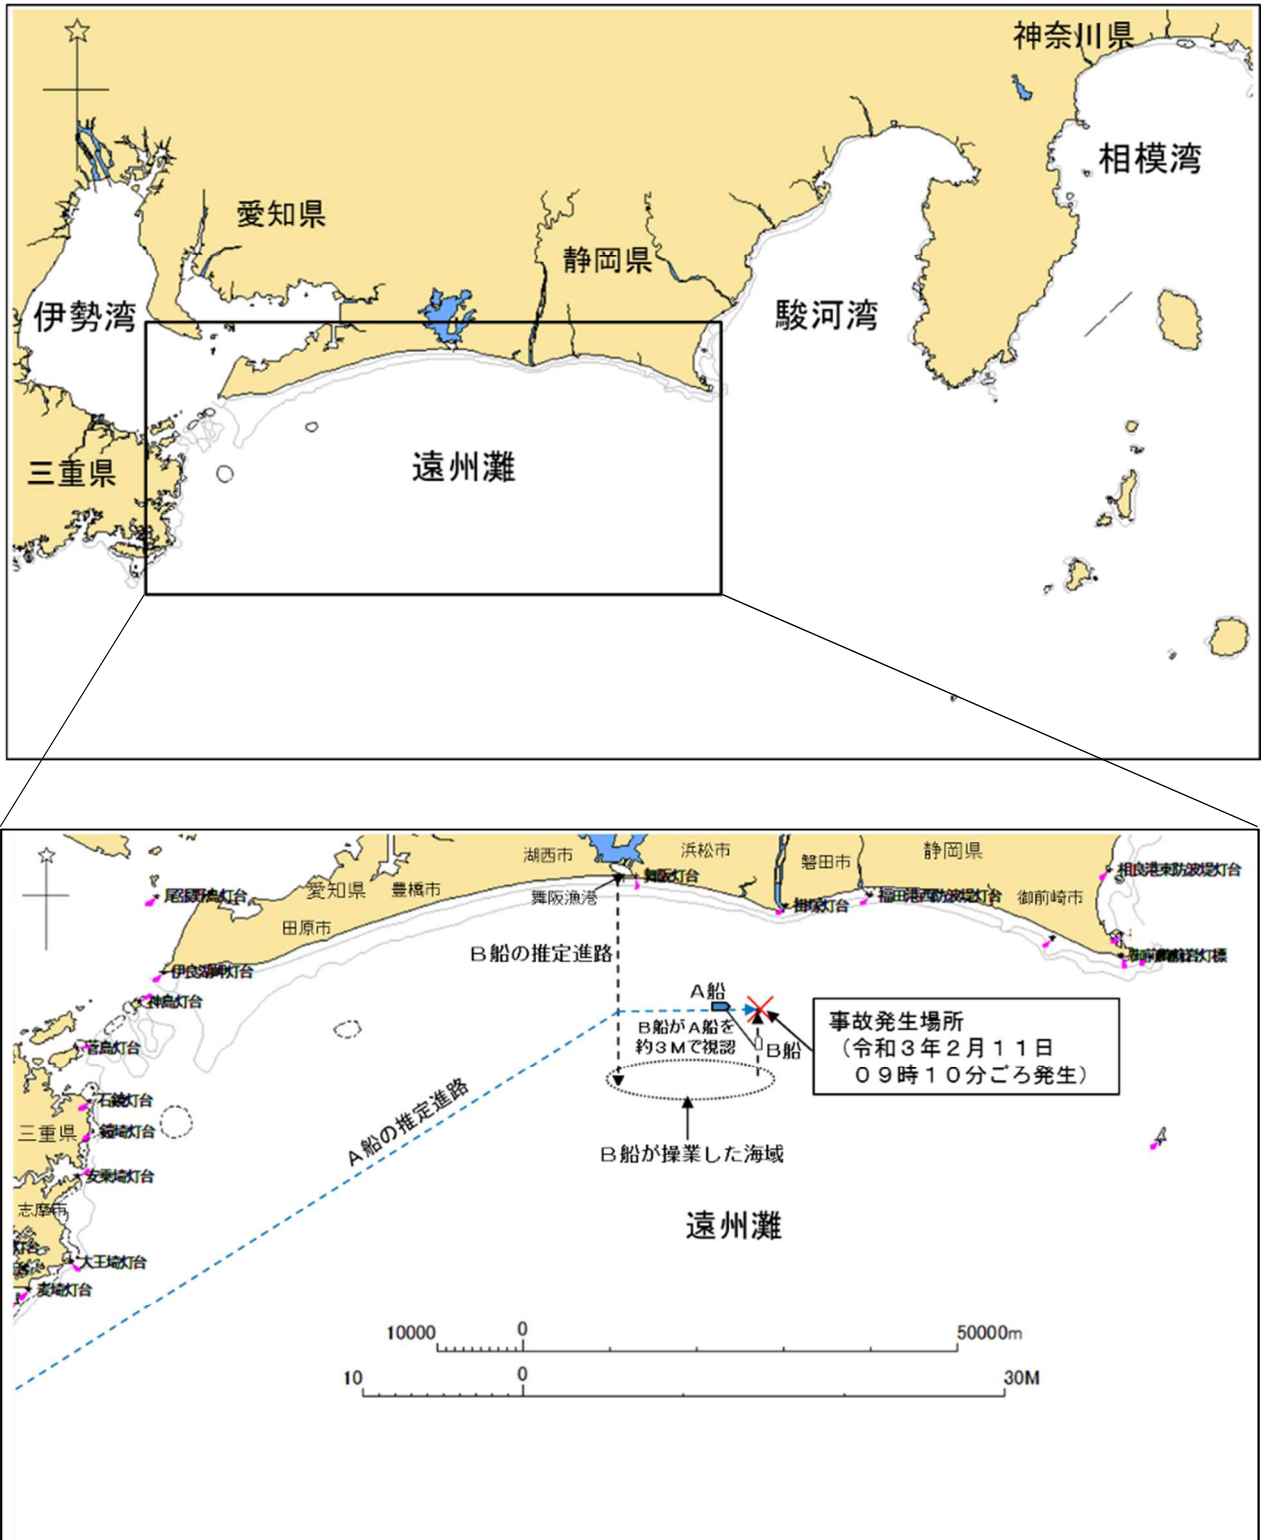 神奈川県
相模湾
愛知県
静岡県
伊勢湾
駿河湾
三重県
遠州灘
湖西市
浜松市
磐田市
静岡県
相良港東防波堤灯台
愛知県
豊橋市
舞阪漁港
舞阪灯台
掛塚灯台
福田港西防波堤灯台
御前崎市
尾張野島灯台
田原市
B船の推定進路
伊良湖岬灯台
神島灯台
A船
B船がA船を
約3Mで視認
B船
事故発生場所
(令和3年2月11日
09時10分ごろ発生)
菅島灯台
石鏡灯台
三重県
鎧埼灯台
A船の推定進路
B船が操業した海域
安乗埼灯台
志摩市
遠州灘
大王埼灯台
麦埼灯台
10000 0 50000m
10 0 30M